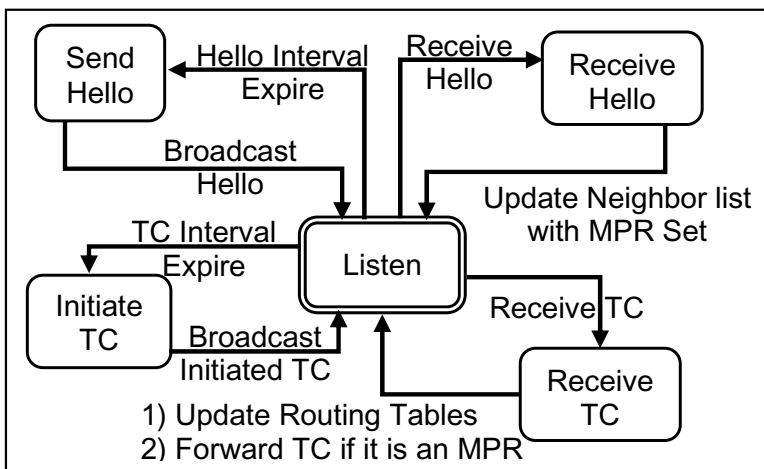 Send
Hello
Hello Interval
Expire
Receive
Hello
Receive
Hello
Broadcast
Hello
Update Neighbor list
with MPR Set
TC Interval
Expire
Listen
Initiate
TC
Broadcast
Initiated TC
Receive TC
Receive
TC
1) Update Routing Tables
2) Forward TC if it is an MPR